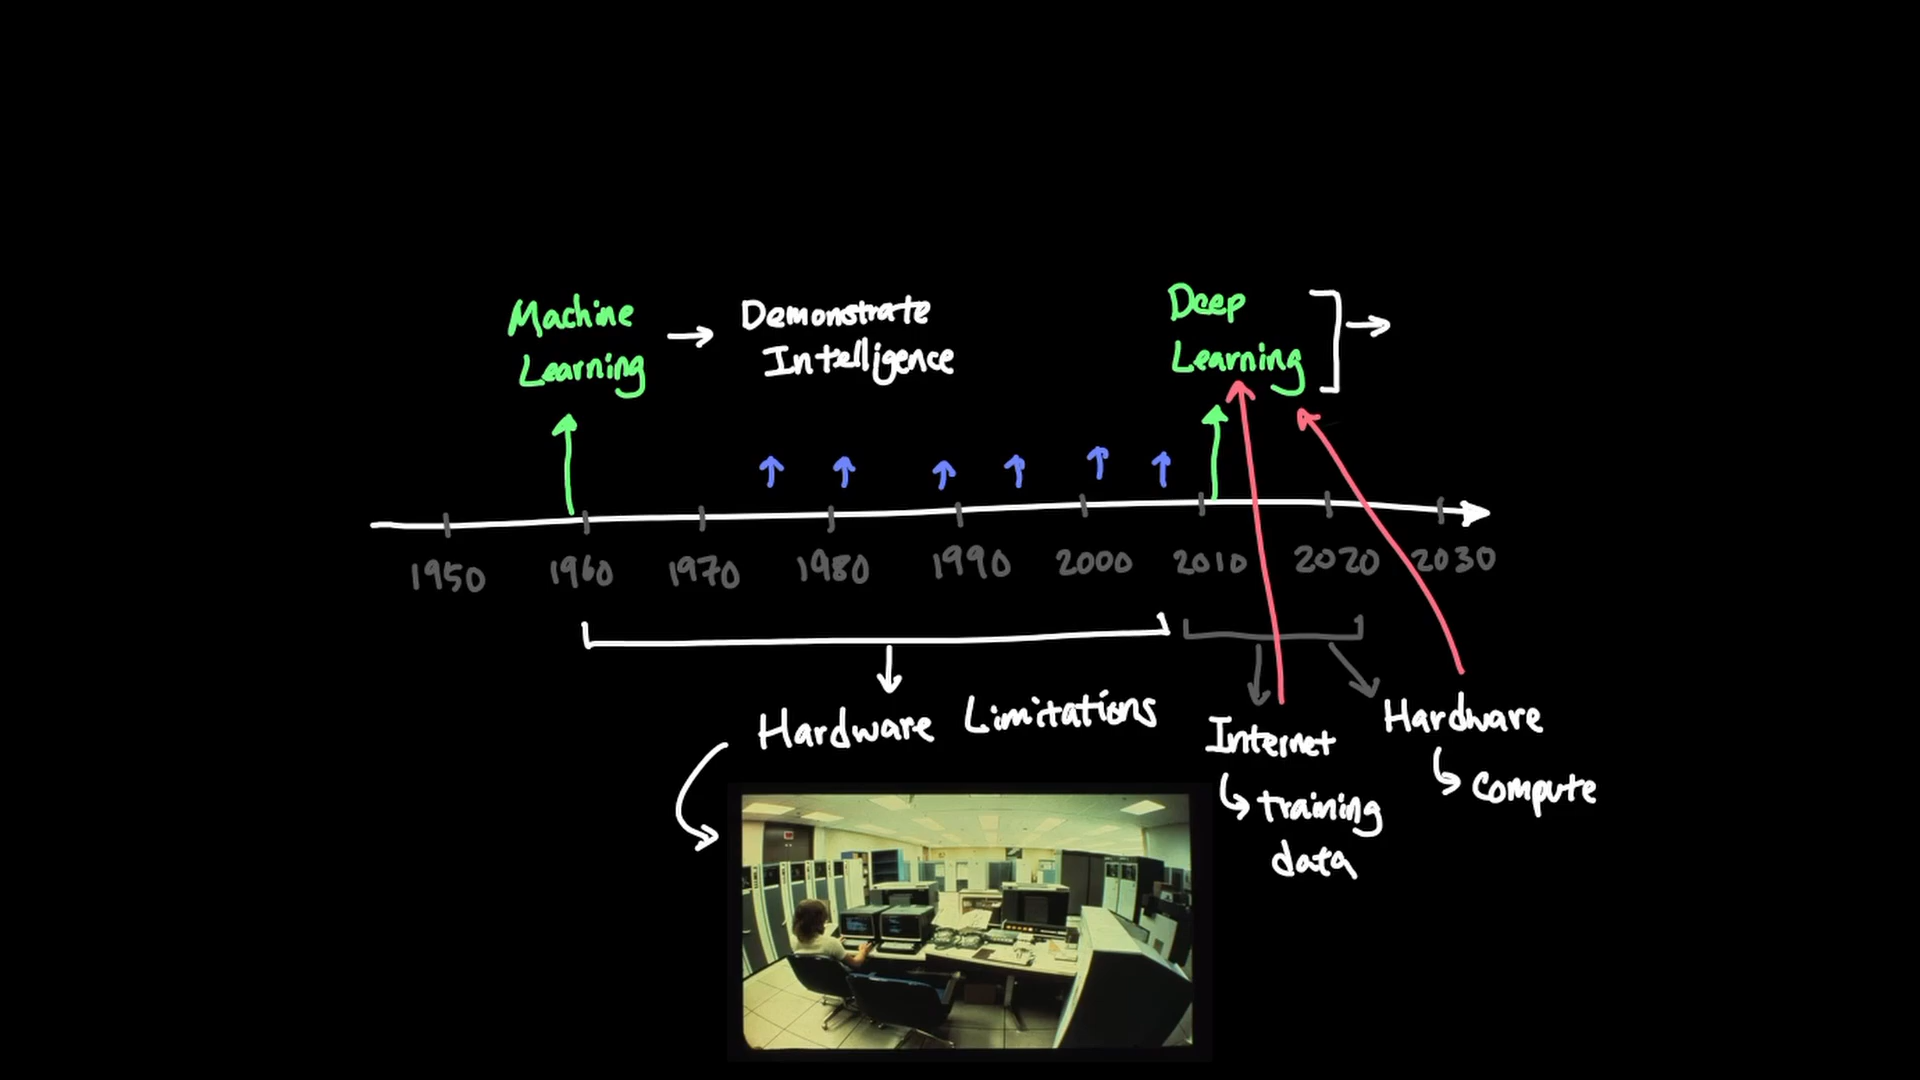 Machine
Learning
Demonstrate
Intelligence
Deep
Learning
1950
1960
1970
1980
1990
2000
2010
2020
2030
Hardware Limitations
Internet
training
data
Hardware
Compute